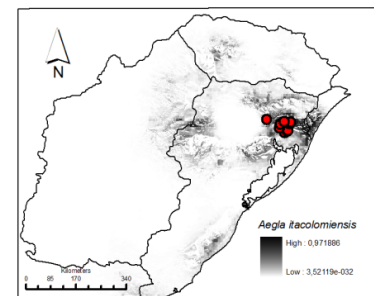 N
Aegla itacolomiensis
High : 0,971886
Low : 3,52119e-032
Kilometers
0 85 170 340